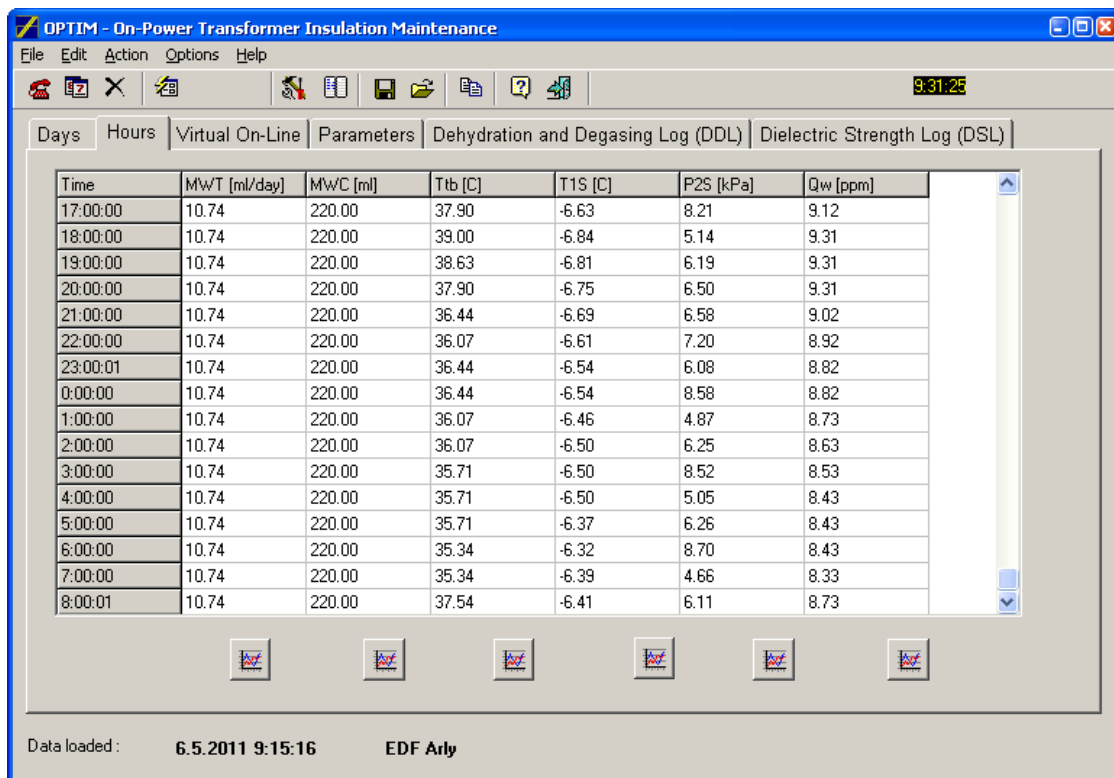 OPTIM - On-Power Transformer Insulation Maintenance
File Edit Action Options Help
9:31:25
Days Hours Virtual On-Line Parameters Dehydration and Degasing Log (DDL) Dielectric Strength Log (DSL)
Time MWT [ml/day] MWC [ml] Ttb [C] T1S [C] P2S [kPa] Qw [ppm]
17:00:00 10.74 220.00 37.90 -6.63 8.21 9.12
18:00:00 10.74 220.00 39.00 -6.84 5.14 9.31
19:00:00 10.74 220.00 38.63 -6.81 6.19 9.31
20:00:00 10.74 220.00 37.90 -6.75 6.50 9.31
21:00:00 10.74 220.00 36.44 -6.69 6.58 9.02
22:00:00 10.74 220.00 36.07 -6.61 7.20 8.92
23:00:01 10.74 220.00 36.44 -6.54 6.08 8.82
0:00:00 10.74 220.00 36.44 -6.54 8.58 8.82
1:00:00 10.74 220.00 36.07 -6.46 4.87 8.73
2:00:00 10.74 220.00 36.07 -6.50 6.25 8.63
3:00:00 10.74 220.00 35.71 -6.50 8.52 8.53
4:00:00 10.74 220.00 35.71 -6.50 5.05 8.43
5:00:00 10.74 220.00 35.71 -6.37 6.26 8.43
6:00:00 10.74 220.00 35.34 -6.32 8.70 8.43
7:00:00 10.74 220.00 35.34 -6.39 4.66 8.33
8:00:01 10.74 220.00 37.54 -6.41 6.11 8.73
Data loaded : 6.5.2011 9:15:16 EDF Arly